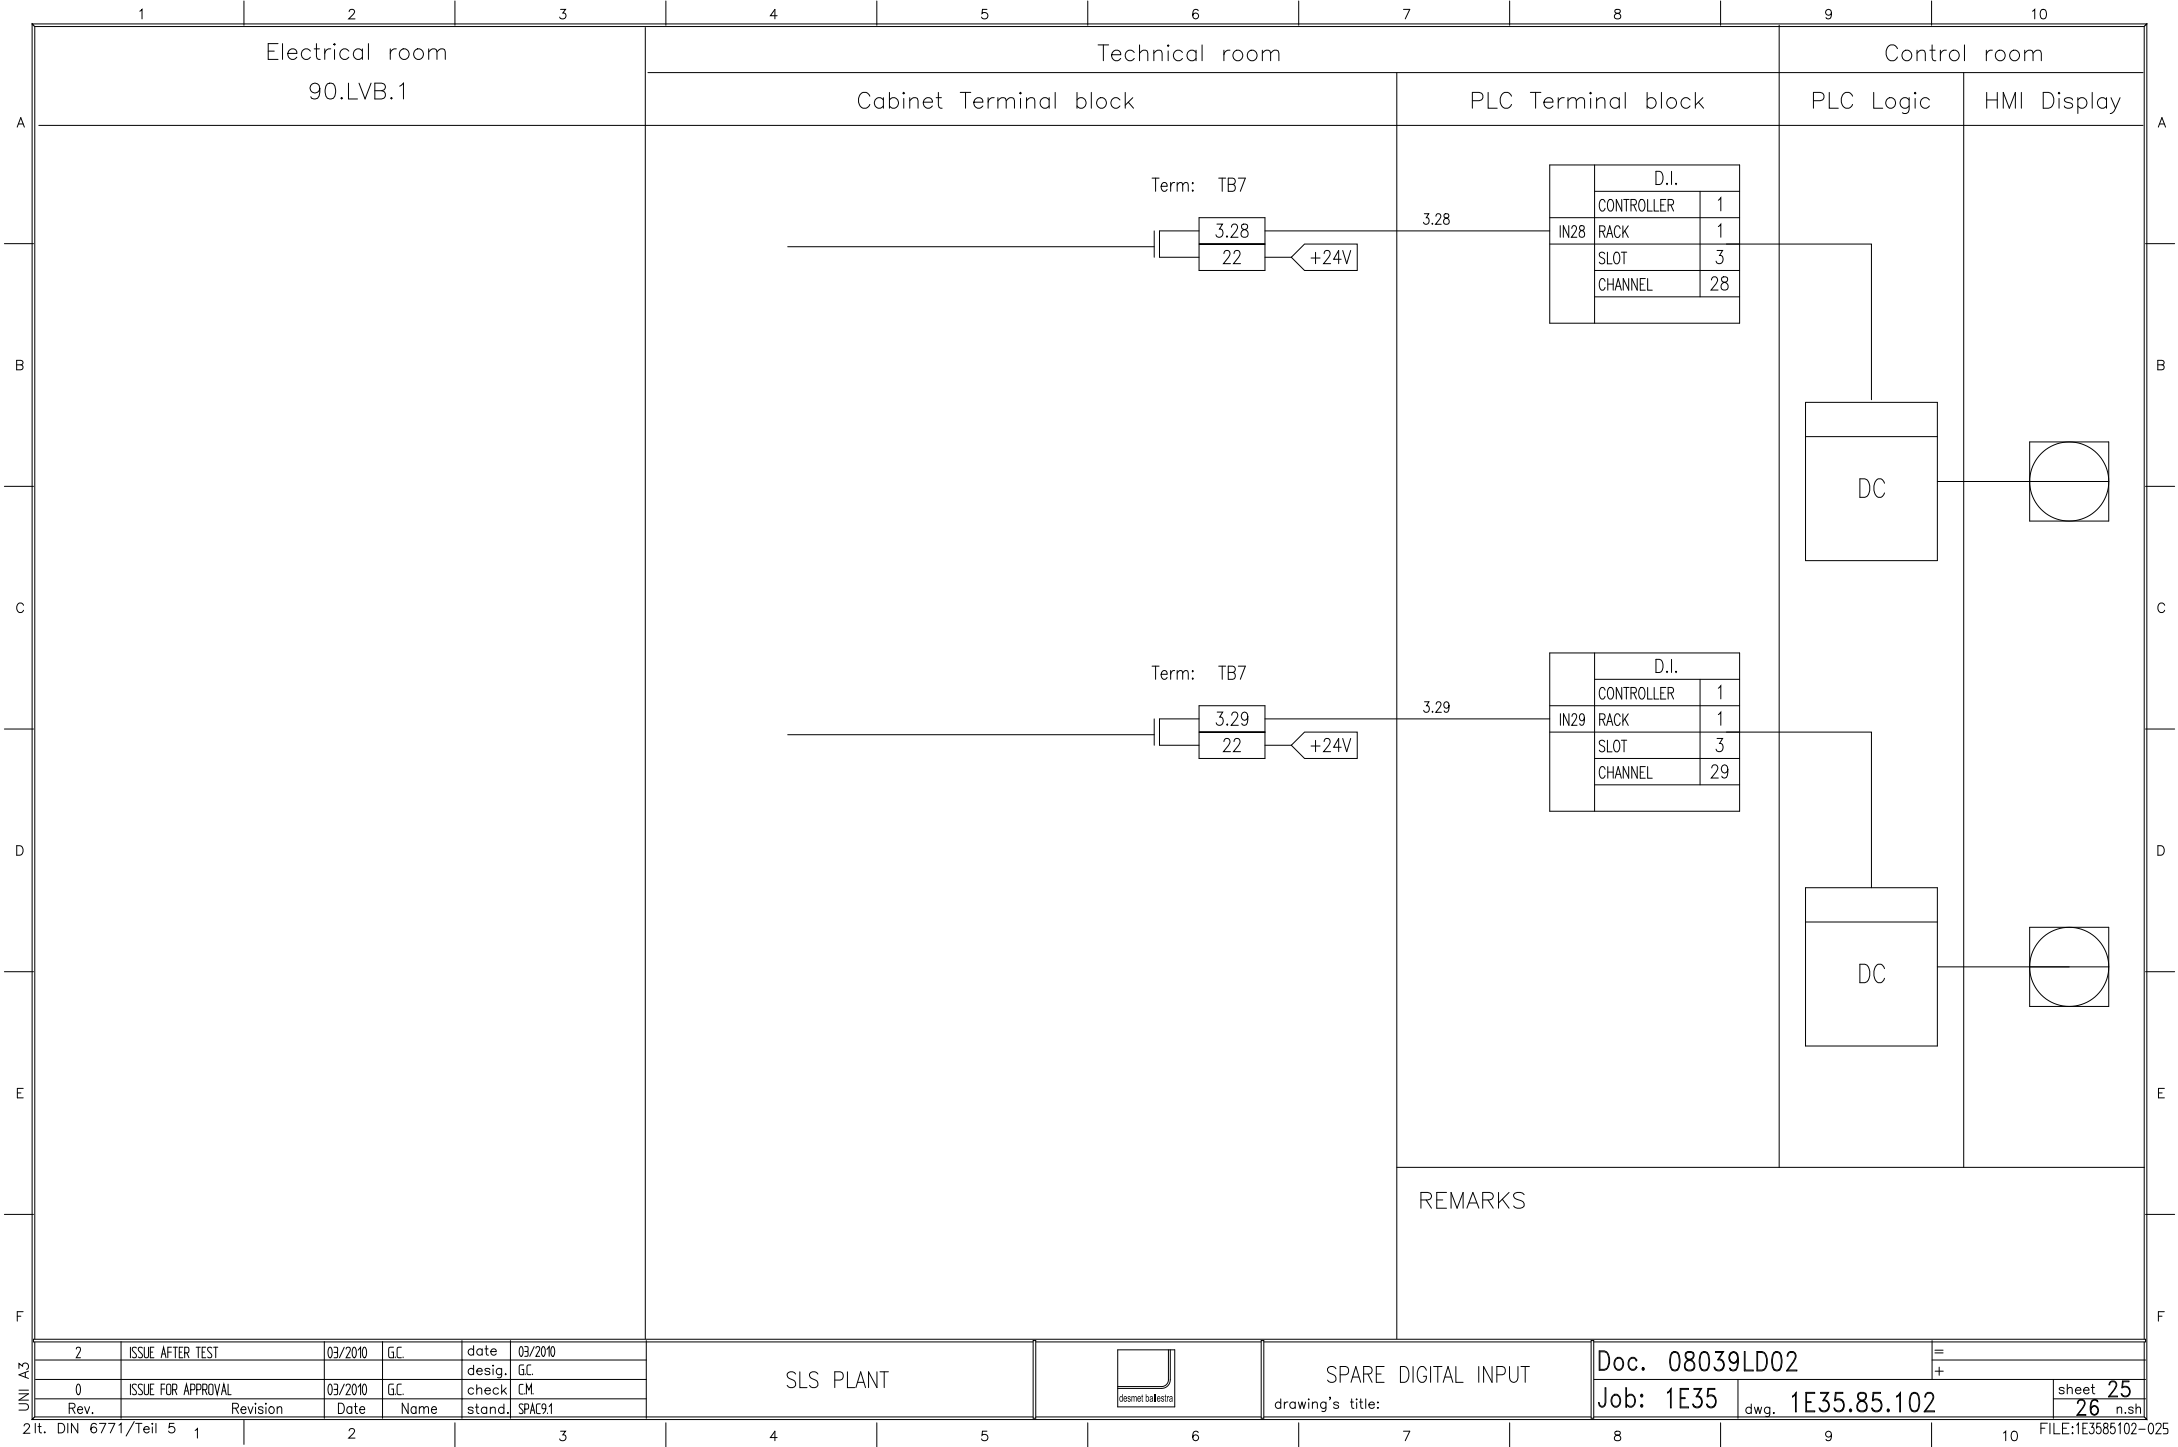 1 2 3 4 5 6 7 8 9 10
Electrical room
90.LVB.1
Technical room
Control room
Cabinet Terminal block
PLC Terminal block
PLC Logic
HMI Display
A A
Term: TB7
3.28
22
+24V
3.28
IN28
D.I.
CONTROLLER 1
RACK 1
SLOT 3
CHANNEL 28
B B
DC
C C
Term: TB7
3.29
22
+24V
3.29
IN29
D.I.
CONTROLLER 1
RACK 1
SLOT 3
CHANNEL 29
D D
DC
E E
REMARKS
F F
UNI A3
2 ISSUE AFTER TEST 03/2010 G.C. date 03/2010
desig. G.C.
0 ISSUE FOR APPROVAL 03/2010 G.C. check C.M.
Rev. Revision Date Name stand. SPAC9.1
SLS PLANT
desmet ballestra
SPARE DIGITAL INPUT
drawing's title:
Doc. 08039LD02
=
+
Job: 1E35
dwg. 1E35.85.102
sheet 25
26 n.sh
2lt. DIN 6771/Teil 5
1 2 3 4 5 6 7 8 9 10
FILE:1E3585102-025